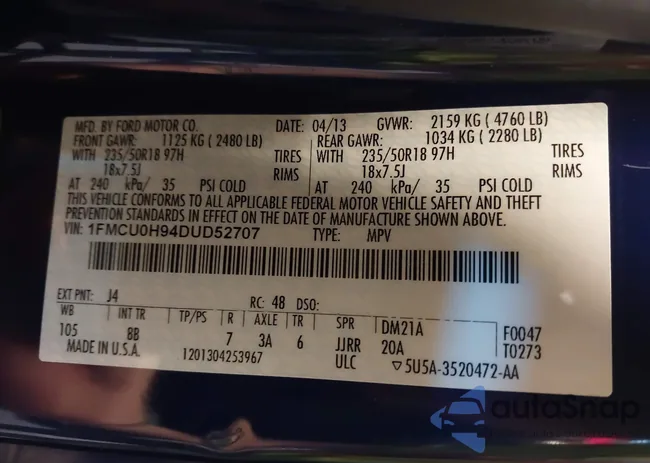 MFD. BY FORD MOTOR CO. DATE: 04/13 GVWR: 2159 KG ( 4760 LB)
FRONT GAWR: 1125 KG ( 2480 LB) REAR GAWR: 1034 KG ( 2280 LB)
WITH 235/50R18 97H TIRES WITH 235/50R18 97H TIRES
18x7.5J RIMS 18x7.5J RIMS
AT 240 kPa/ 35 PSI COLD AT 240 kPa/ 35 PSI COLD
THIS VEHICLE CONFORMS TO ALL APPLICABLE FEDERAL MOTOR VEHICLE SAFETY AND THEFT
PREVENTION STANDARDS IN EFFECT ON THE DATE OF MANUFACTURE SHOWN ABOVE.
VIN: 1FMCU0H94DUD52707 TYPE: MPV
EXT PNT: J4 RC: 48 DSO:
WB INT TR TP/PS R AXLE TR SPR DM21A F0047
105 8B 7 3A 6 JJRR 20A T0273
MADE IN U.S.A. 1201304253967 ULC ▽5U5A-3520472-AA
autoSnap